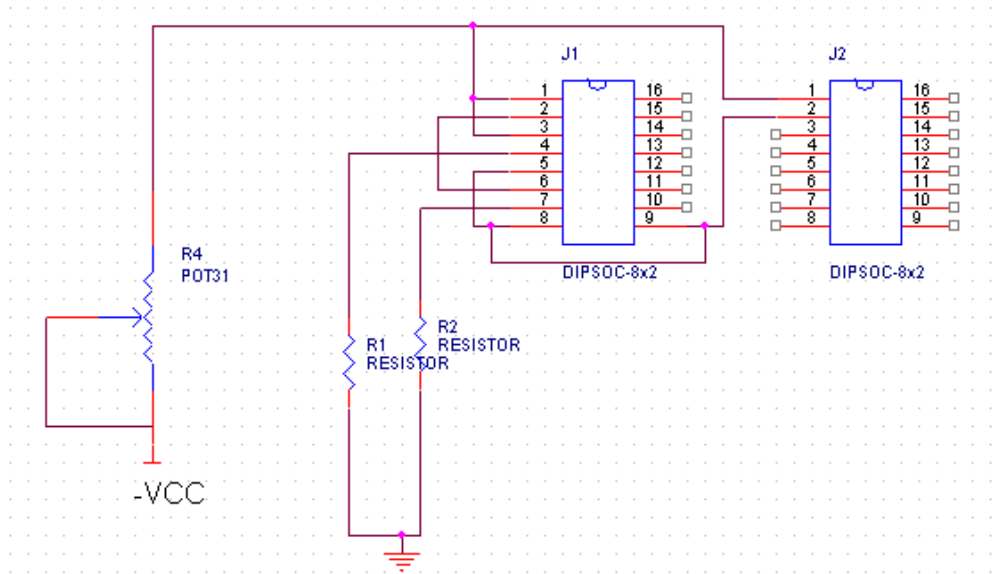 J1
J2
1 16
2 15
3 14
4 13
5 12
6 11
7 10
8 9
DIPSOC-8x2
1 16
2 15
3 14
4 13
5 12
6 11
7 10
8 9
DIPSOC-8x2
R4
POT31
R2
RESISTOR
R1
RESISTOR
-VCC